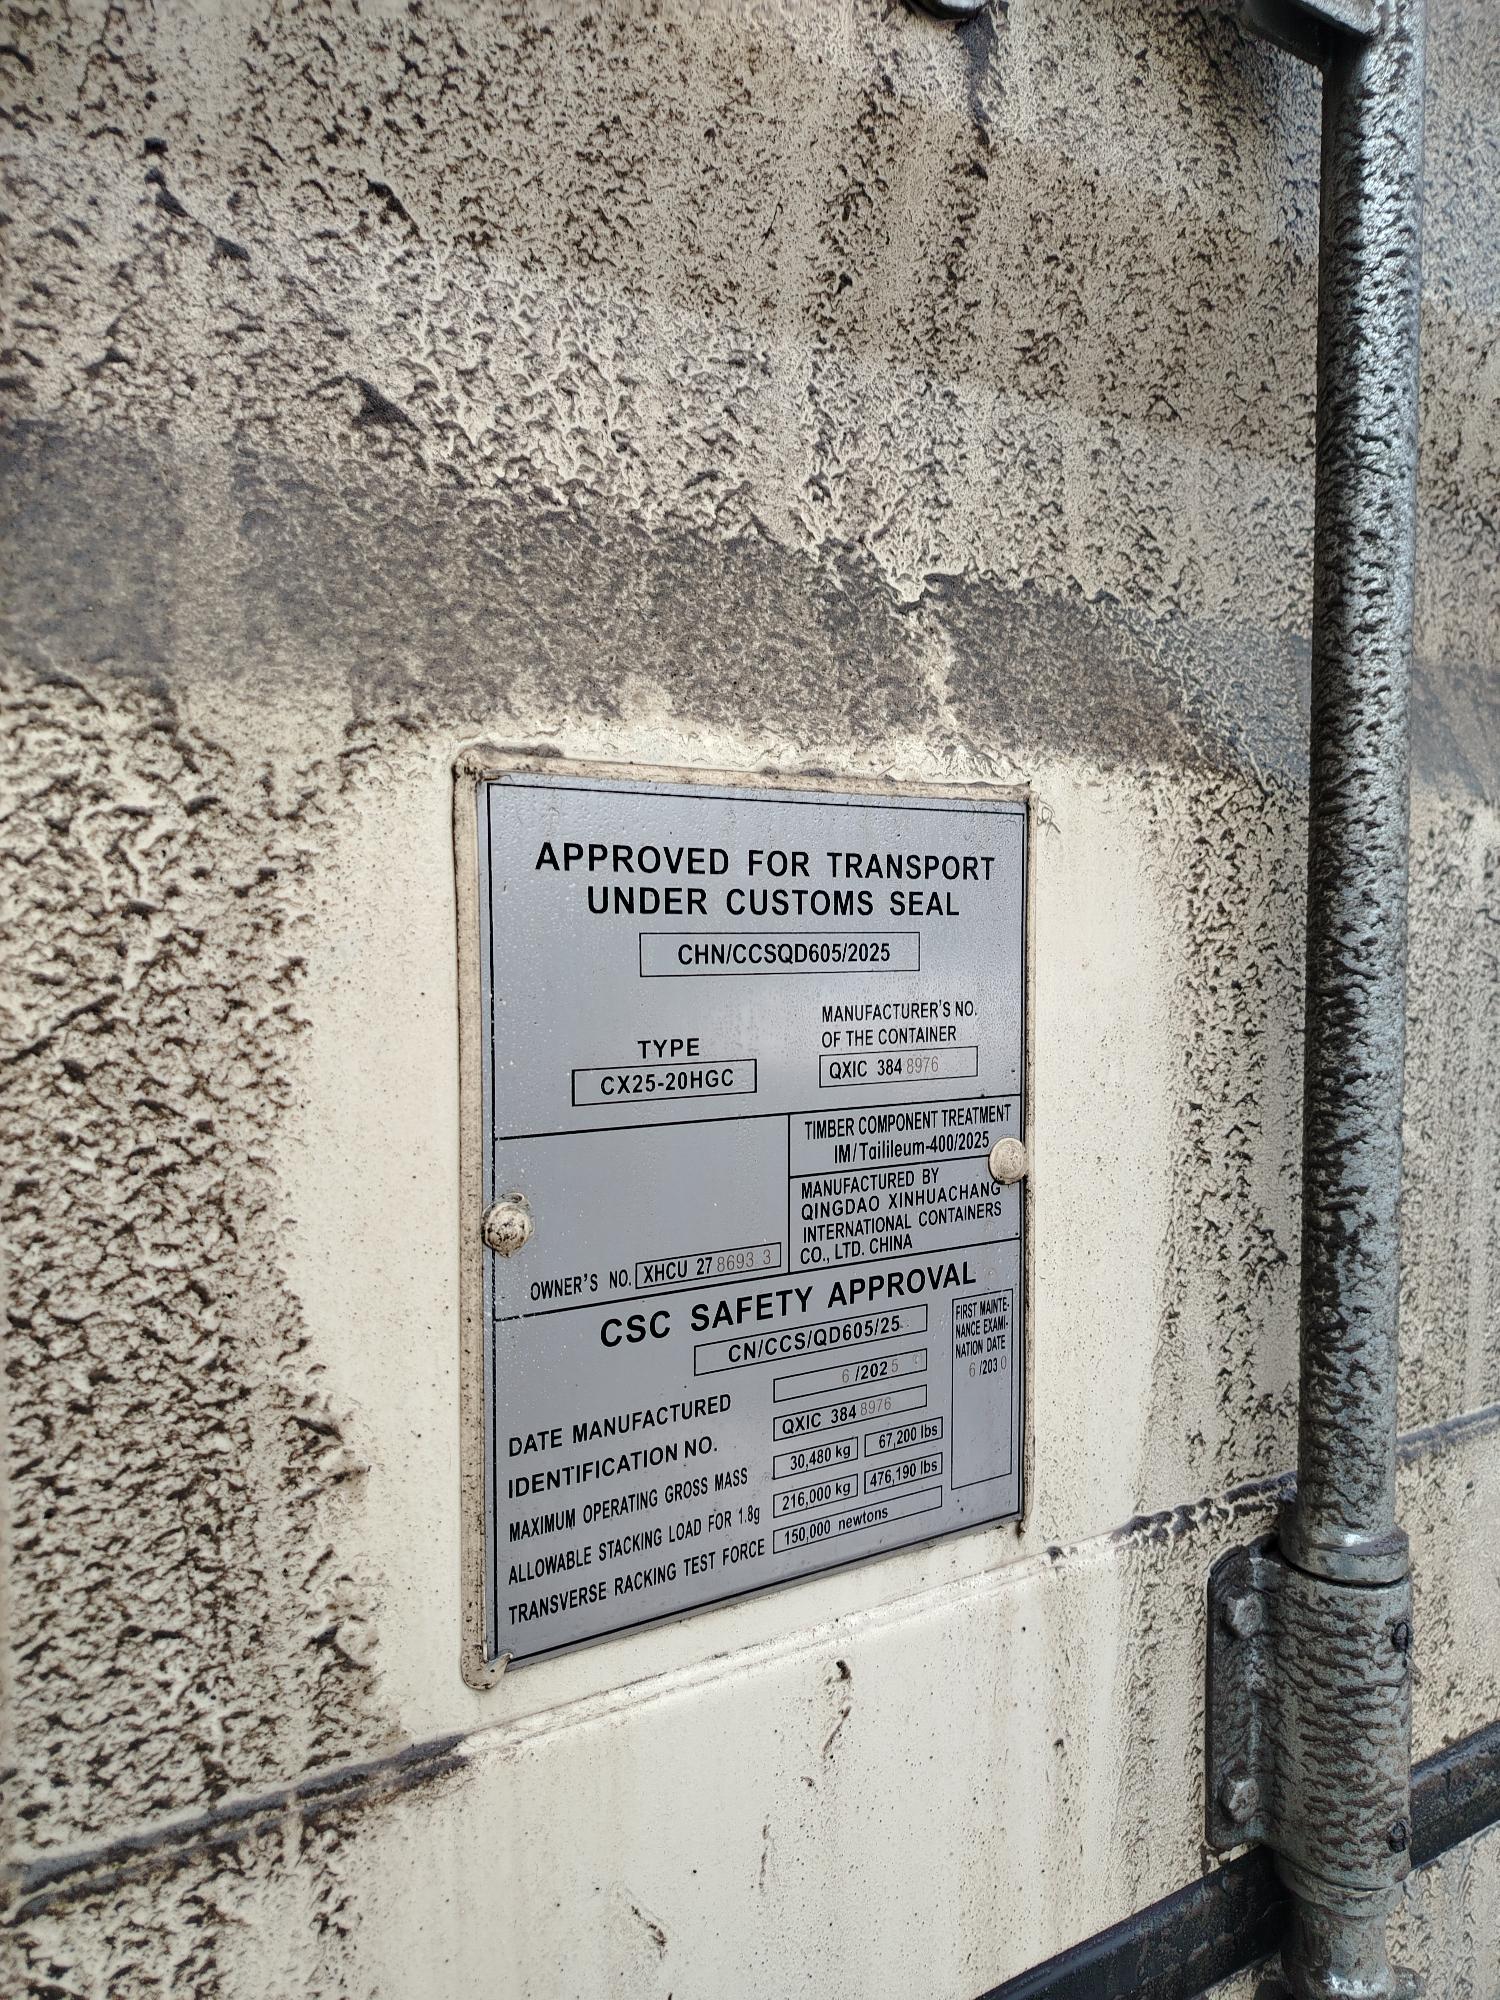 APPROVED FOR TRANSPORT
UNDER CUSTOMS SEAL
CHN/CCSQD605/2025
TYPE
CX25-20HGC
MANUFACTURER'S NO.
OF THE CONTAINER
QXIC 384 8976
TIMBER COMPONENT TREATMENT
IM/Tailileum-400/2025
MANUFACTURED BY
QINGDAO XINHUACHANG
INTERNATIONAL CONTAINERS
CO., LTD. CHINA
OWNER'S NO. XHCU 27 8693 3
CSC SAFETY APPROVAL
CN/CCS/QD605/25
DATE MANUFACTURED 6/2025
IDENTIFICATION NO. QXIC 384 8976
MAXIMUM OPERATING GROSS MASS 30,480 kg 67,200 lbs
ALLOWABLE STACKING LOAD FOR 1.8g 216,000 kg 476,190 lbs
TRANSVERSE RACKING TEST FORCE 150,000 newtons
FIRST MAINTE-
NANCE EXAMI-
NATION DATE
6/2030